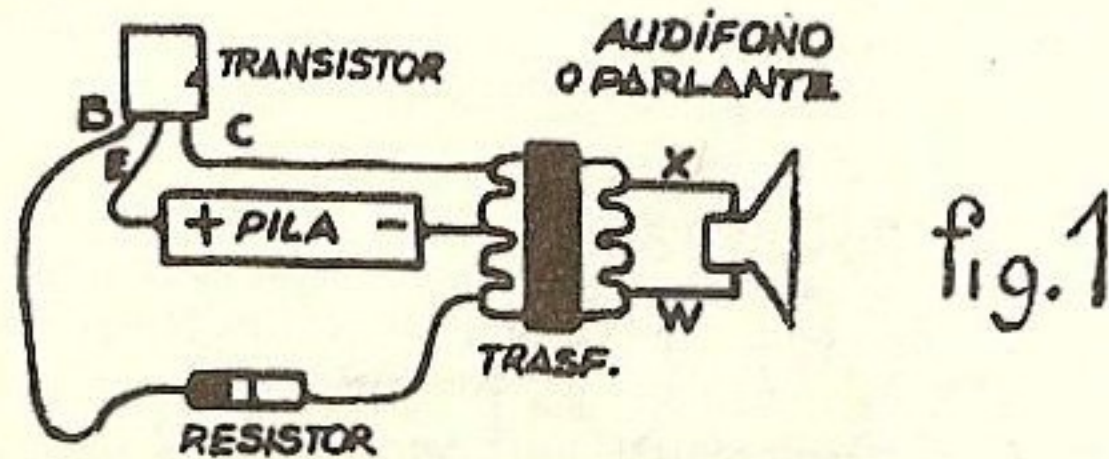 TRANSISTOR
AUDÍFONO
O PARLANTE.
B
E
C
+ PILA -
X
W
TRASF.
RESISTOR
fig.1